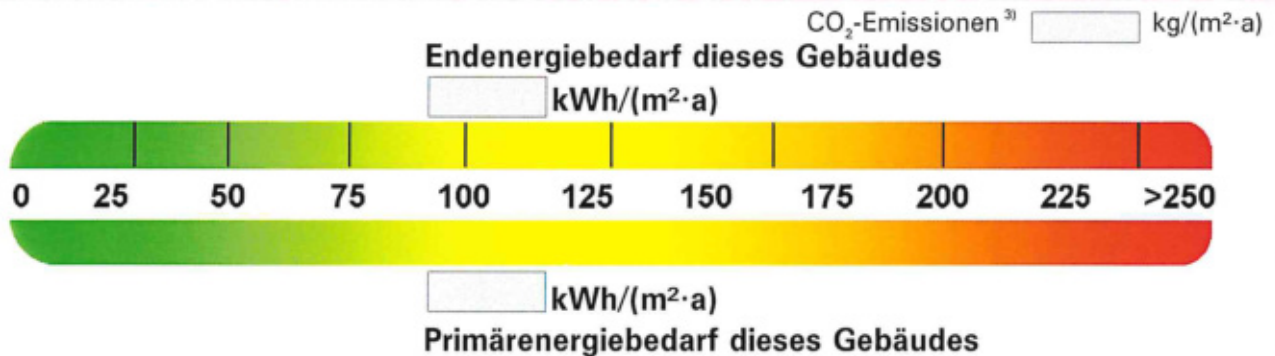 CO₂-Emissionen ³⁾ kg/(m²·a)
Endenergiebedarf dieses Gebäudes
kWh/(m²·a)
0 25 50 75 100 125 150 175 200 225 >250
kWh/(m²·a)
Primärenergiebedarf dieses Gebäudes